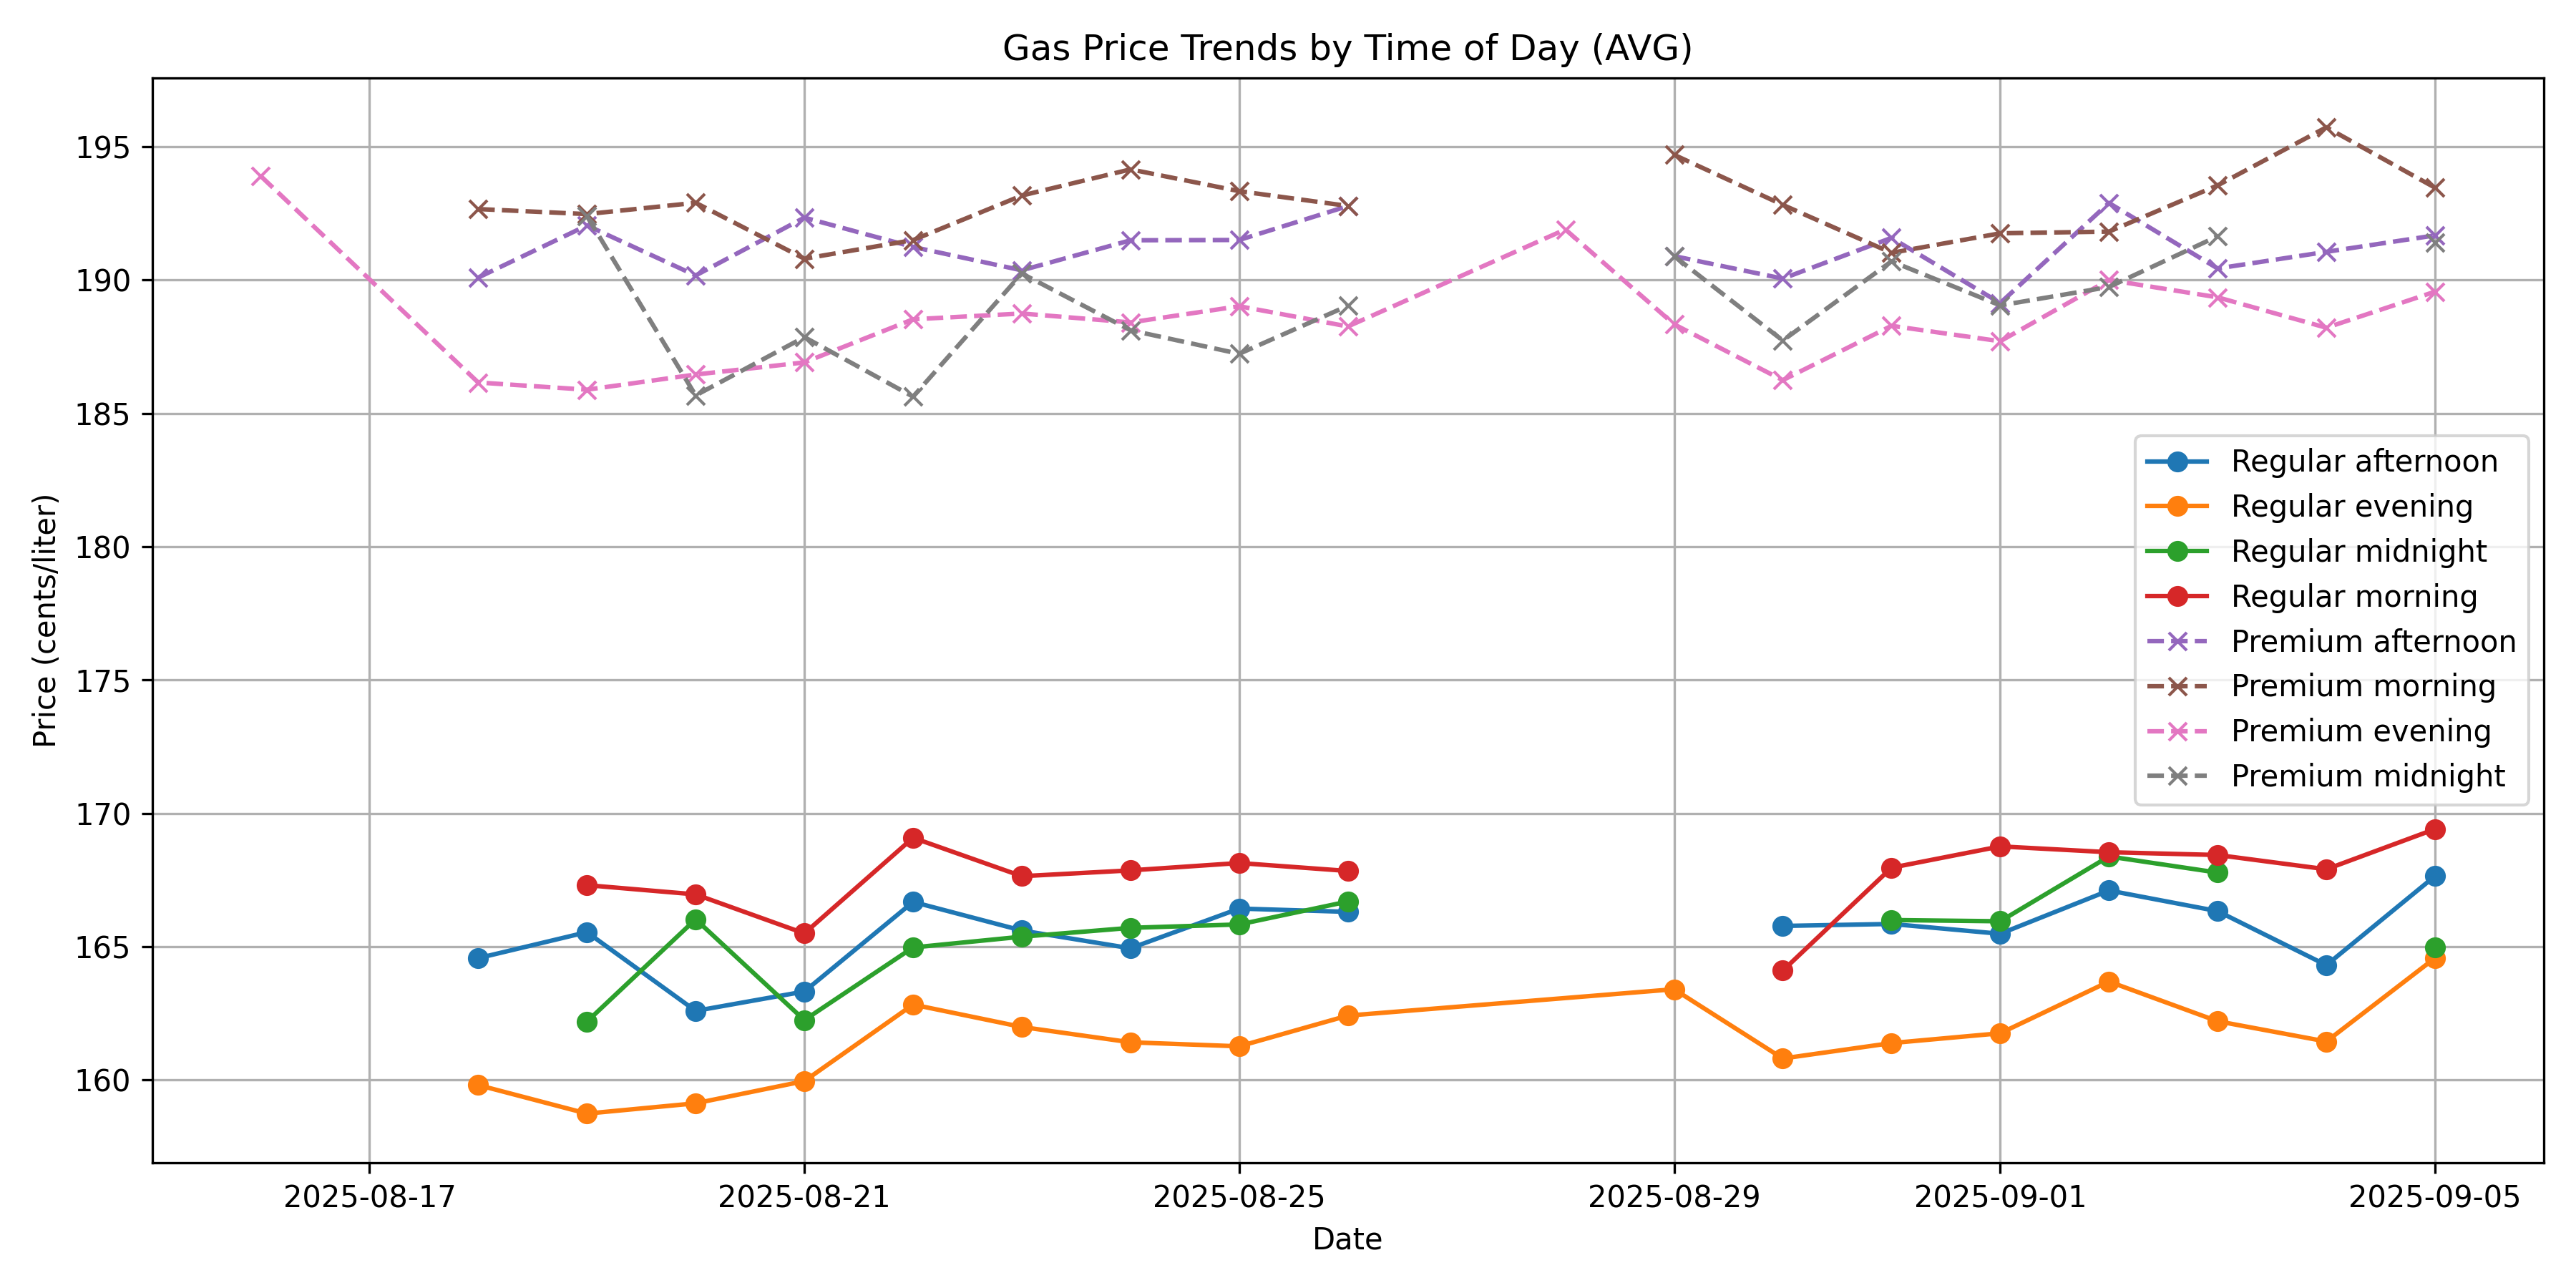 Gas Price Trends by Time of Day (AVG)
195
190
185
180
175
170
165
160
Price (cents/liter)
Regular afternoon
Regular evening
Regular midnight
Regular morning
Premium afternoon
Premium morning
Premium evening
Premium midnight
2025-08-17 2025-08-21 2025-08-25 2025-08-29 2025-09-01 2025-09-05
Date